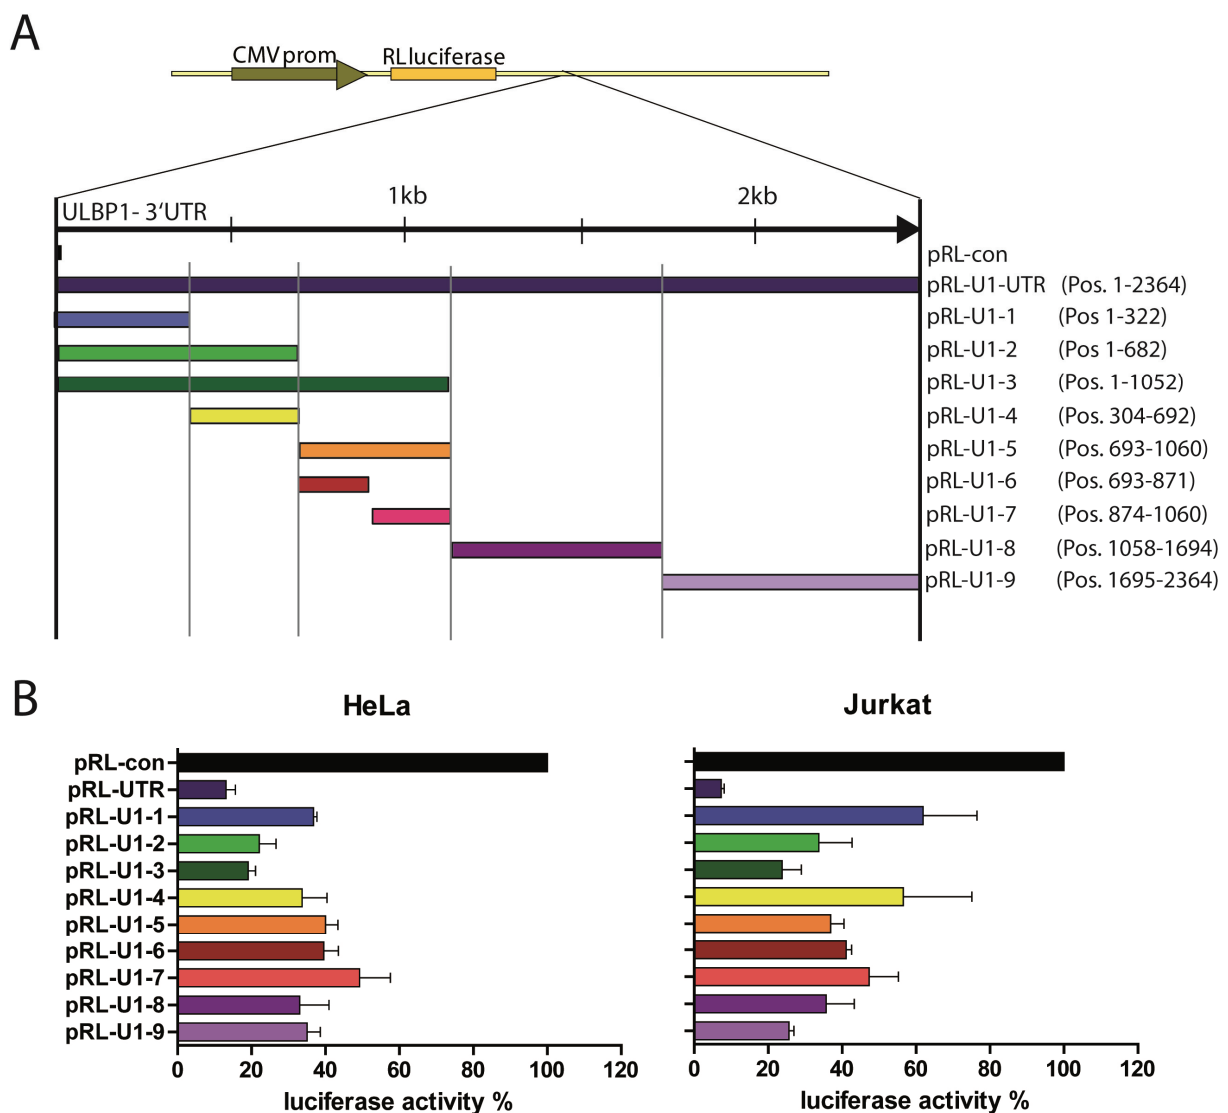 A
CMV prom
RL luciferase
ULBP1- 3‘UTR
1kb
2kb
pRL-con
pRL-U1-UTR (Pos. 1-2364)
pRL-U1-1 (Pos 1-322)
pRL-U1-2 (Pos 1-682)
pRL-U1-3 (Pos. 1-1052)
pRL-U1-4 (Pos. 304-692)
pRL-U1-5 (Pos. 693-1060)
pRL-U1-6 (Pos. 693-871)
pRL-U1-7 (Pos. 874-1060)
pRL-U1-8 (Pos. 1058-1694)
pRL-U1-9 (Pos. 1695-2364)
B
HeLa
pRL-con
pRL-UTR
pRL-U1-1
pRL-U1-2
pRL-U1-3
pRL-U1-4
pRL-U1-5
pRL-U1-6
pRL-U1-7
pRL-U1-8
pRL-U1-9
0 20 40 60 80 100 120
luciferase activity %
Jurkat
0 20 40 60 80 100 120
luciferase activity %